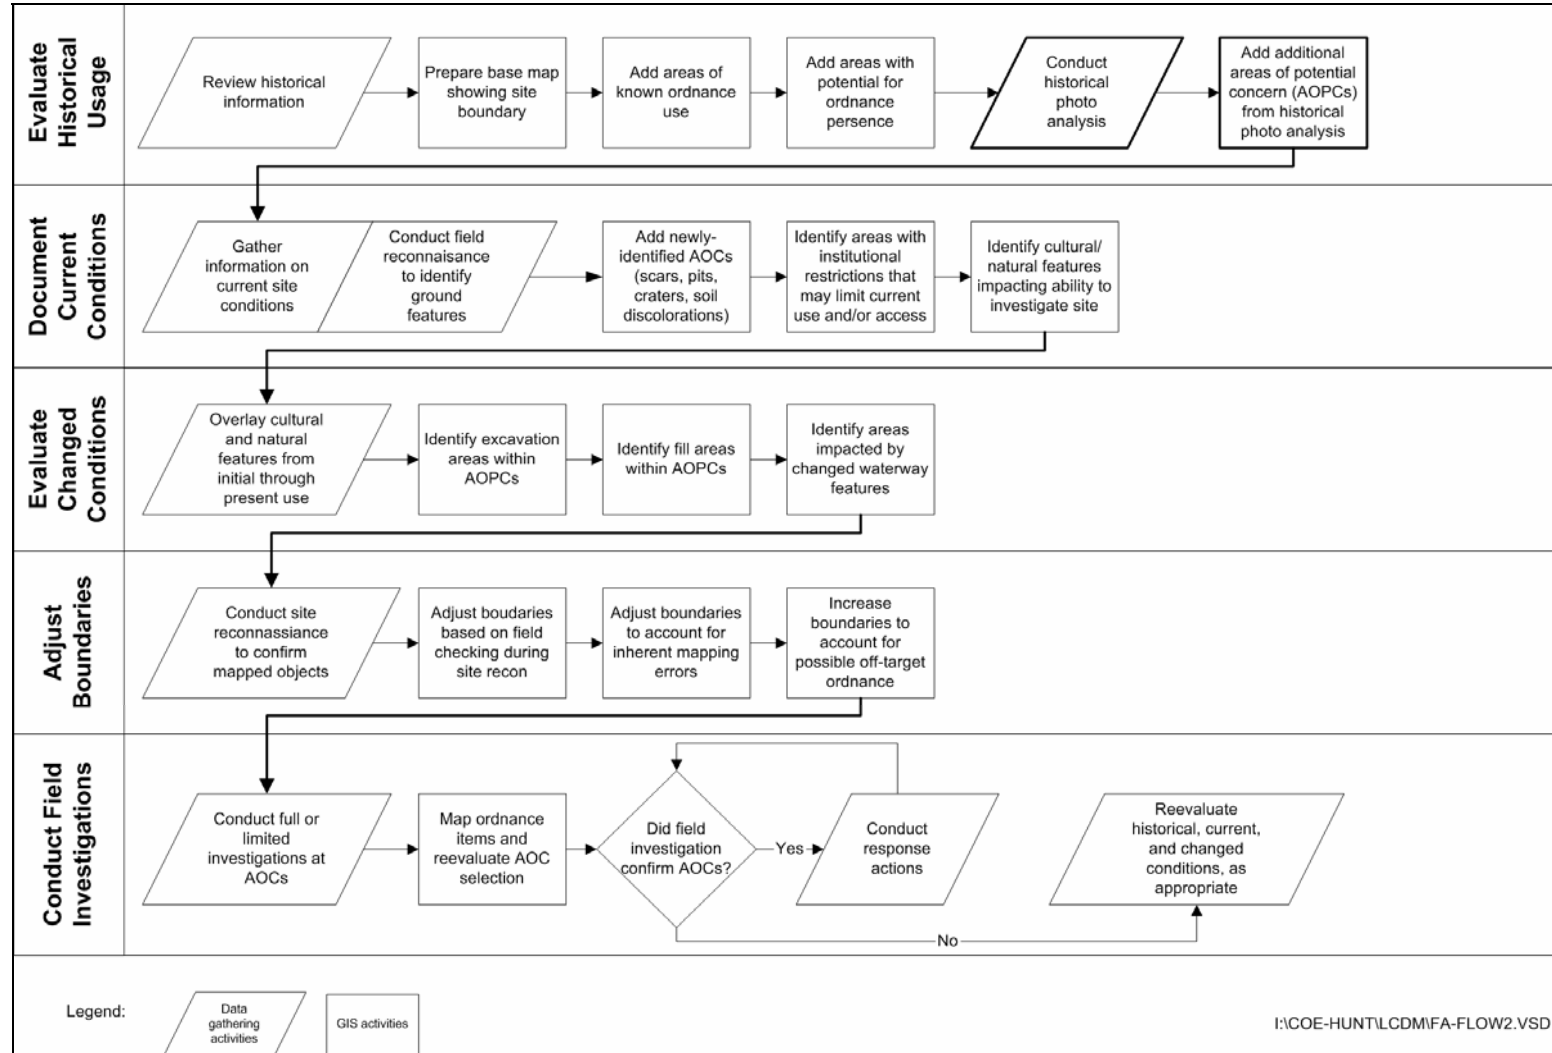 Evaluate
Historical
Usage
Review historical
information
Prepare base map
showing site
boundary
Add areas of
known ordnance
use
Add areas with
potential for
ordnance
persence
Conduct
historical
photo
analysis
Add additional
areas of potential
concern (AOPCs)
from historical
photo analysis
Document
Current
Conditions
Gather
information on
current site
conditions
Conduct field
reconnaisance
to identify
ground
features
Add newly-
identified AOCs
(scars, pits,
craters, soil
discolorations)
Identify areas with
institutional
restrictions that
may limit current
use and/or access
Identify cultural/
natural features
impacting ability to
investigate site
Evaluate
Changed
Conditions
Overlay cultural
and natural
features from
initial through
present use
Identify excavation
areas within
AOPCs
Identify fill areas
within AOPCs
Identify areas
impacted by
changed waterway
features
Adjust
Boundaries
Conduct site
reconnassiance
to confirm
mapped objects
Adjust boudaries
based on field
checking during
site recon
Adjust boundaries
to account for
inherent mapping
errors
Increase
boundaries to
account for
possible off-target
ordnance
Conduct Field
Investigations
Conduct full or
limited
investigations at
AOCs
Map ordnance
items and
reevaluate AOC
selection
Did field
investigation
confirm AOCs?
Yes
Conduct
response
actions
Reevaluate
historical, current,
and changed
conditions, as
appropriate
No
Legend:
Data
gathering
activities
GIS activities
I:\COE-HUNT\LCDM\FA-FLOW2.VSD